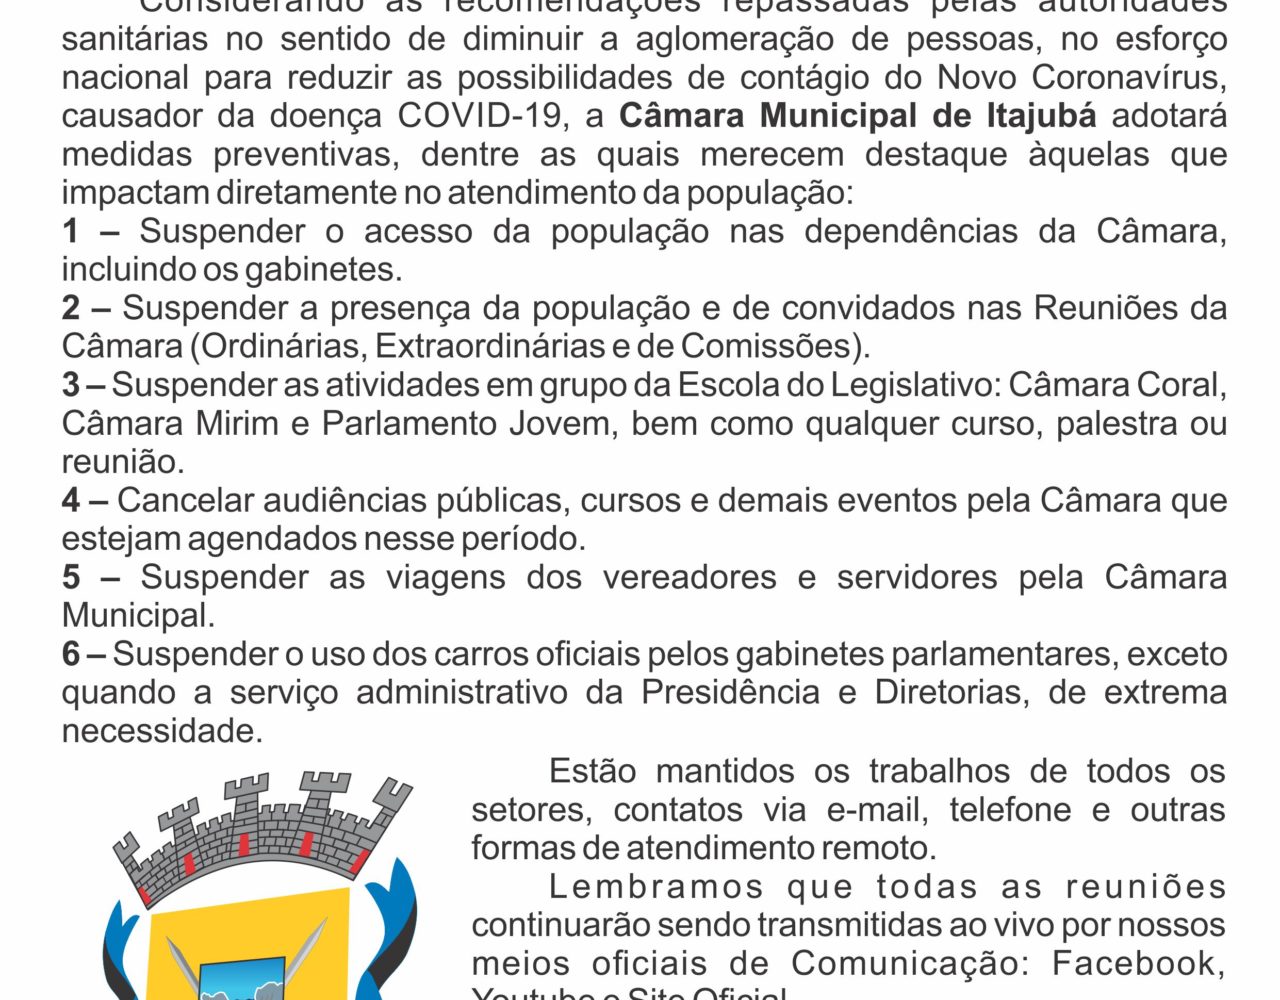 Considerando as recomendações repassadas pelas autoridades
sanitárias no sentido de diminuir a aglomeração de pessoas, no esforço
nacional para reduzir as possibilidades de contágio do Novo Coronavírus,
causador da doença COVID-19, a Câmara Municipal de Itajubá adotará
medidas preventivas, dentre as quais merecem destaque àquelas que
impactam diretamente no atendimento da população:
1 – Suspender o acesso da população nas dependências da Câmara,
incluindo os gabinetes.
2 – Suspender a presença da população e de convidados nas Reuniões da
Câmara (Ordinárias, Extraordinárias e de Comissões).
3 – Suspender as atividades em grupo da Escola do Legislativo: Câmara Coral,
Câmara Mirim e Parlamento Jovem, bem como qualquer curso, palestra ou
reunião.
4 – Cancelar audiências públicas, cursos e demais eventos pela Câmara que
estejam agendados nesse período.
5 – Suspender as viagens dos vereadores e servidores pela Câmara
Municipal.
6 – Suspender o uso dos carros oficiais pelos gabinetes parlamentares, exceto
quando a serviço administrativo da Presidência e Diretorias, de extrema
necessidade.
Estão mantidos os trabalhos de todos os
setores, contatos via e-mail, telefone e outras
formas de atendimento remoto.
Lembramos que todas as reuniões
continuarão sendo transmitidas ao vivo por nossos
meios oficiais de Comunicação: Facebook,
Youtube e Site Oficial